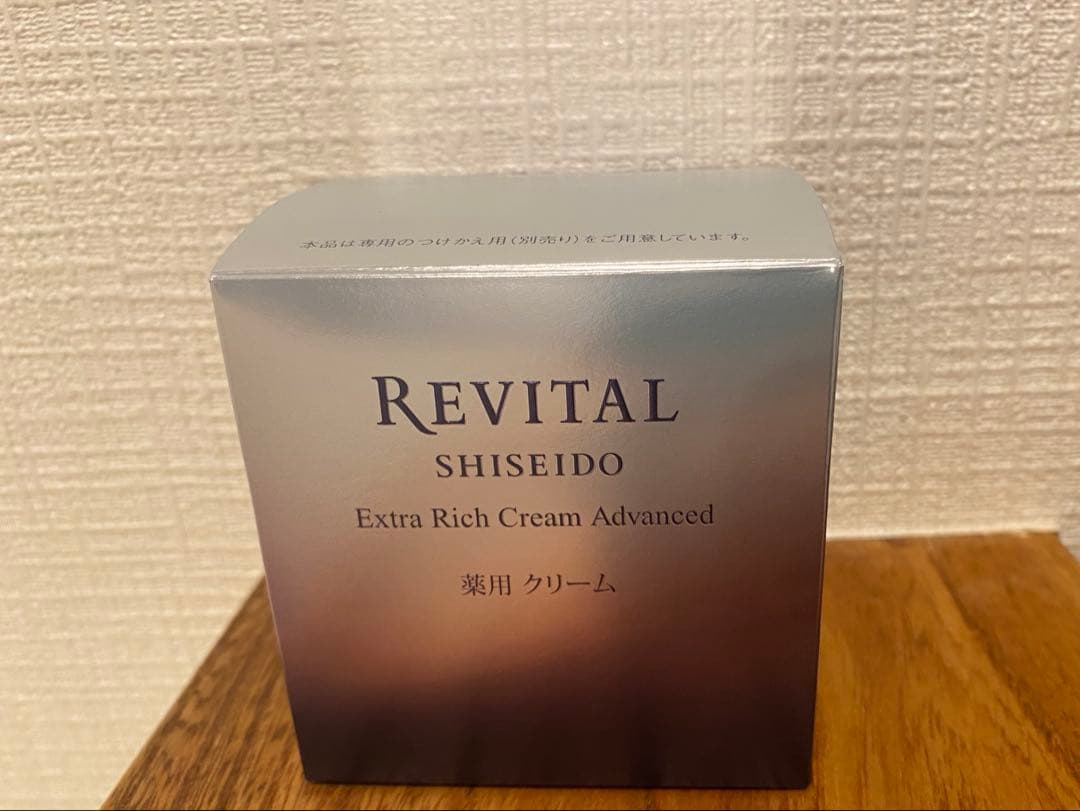 本品は専用のつけかえ用(別売り)をご用意しています。
REVITAL
SHISEIDO
Extra Rich Cream Advanced
薬用 クリーム